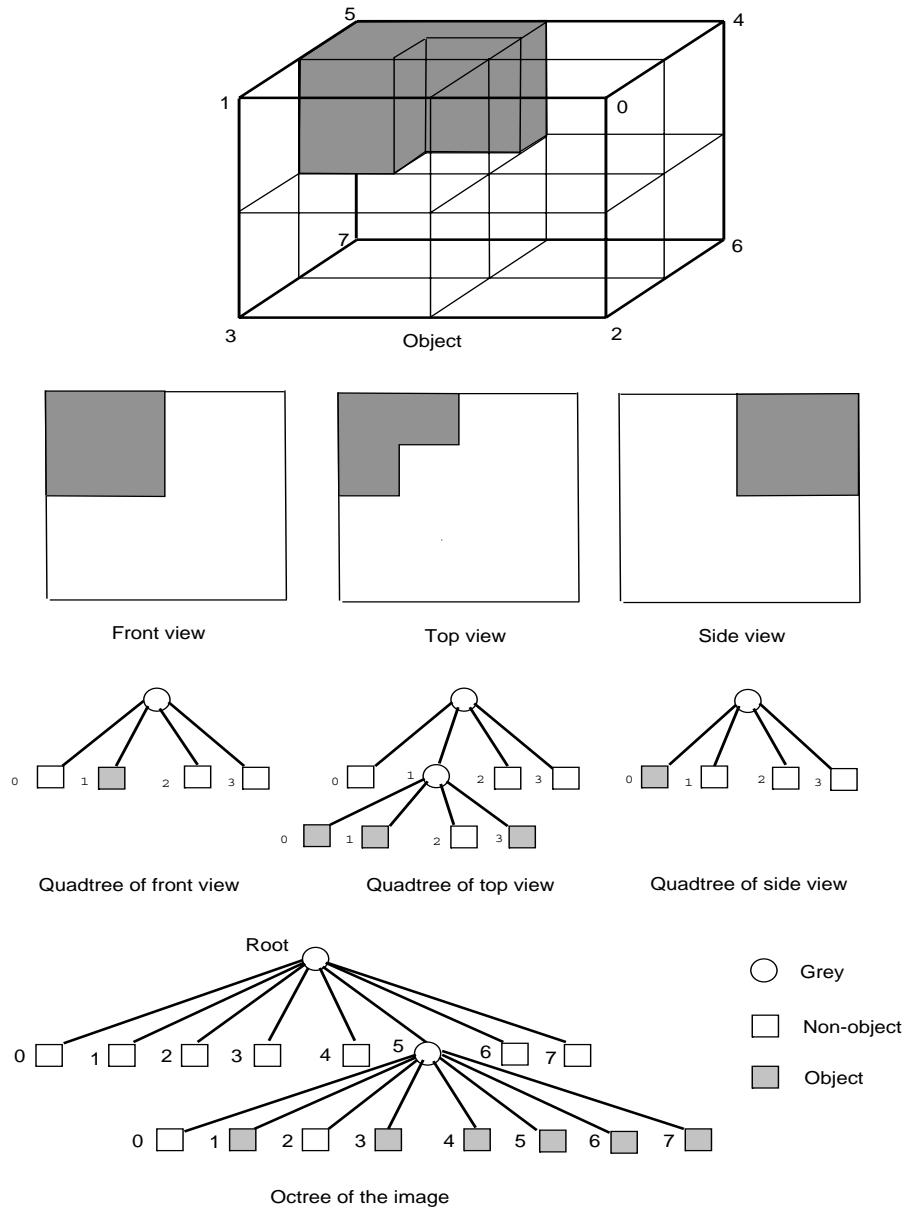 5
4
1
0
7
6
3
2
Object
Front view
Top view
Side view
0 1 2 3
0 1 2 3
0 1 2 3
0 1 2 3
Quadtree of front view
Quadtree of top view
Quadtree of side view
Root
Grey
Non-object
Object
0 1 2 3 4 5 6 7
0 1 2 3 4 5 6 7
Octree of the image